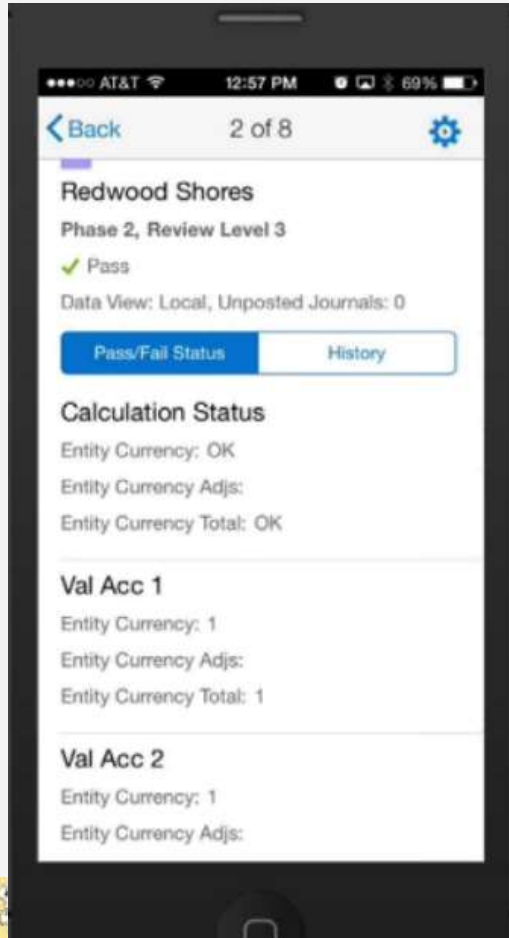 AT&T 12:57 PM 69%
Back 2 of 8
Redwood Shores
Phase 2, Review Level 3
Pass
Data View: Local, Unposted Journals: 0
Pass/Fail Status History
Calculation Status
Entity Currency: OK
Entity Currency Adjs:
Entity Currency Total: OK
Val Acc 1
Entity Currency: 1
Entity Currency Adjs:
Entity Currency Total: 1
Val Acc 2
Entity Currency: 1
Entity Currency Adjs: